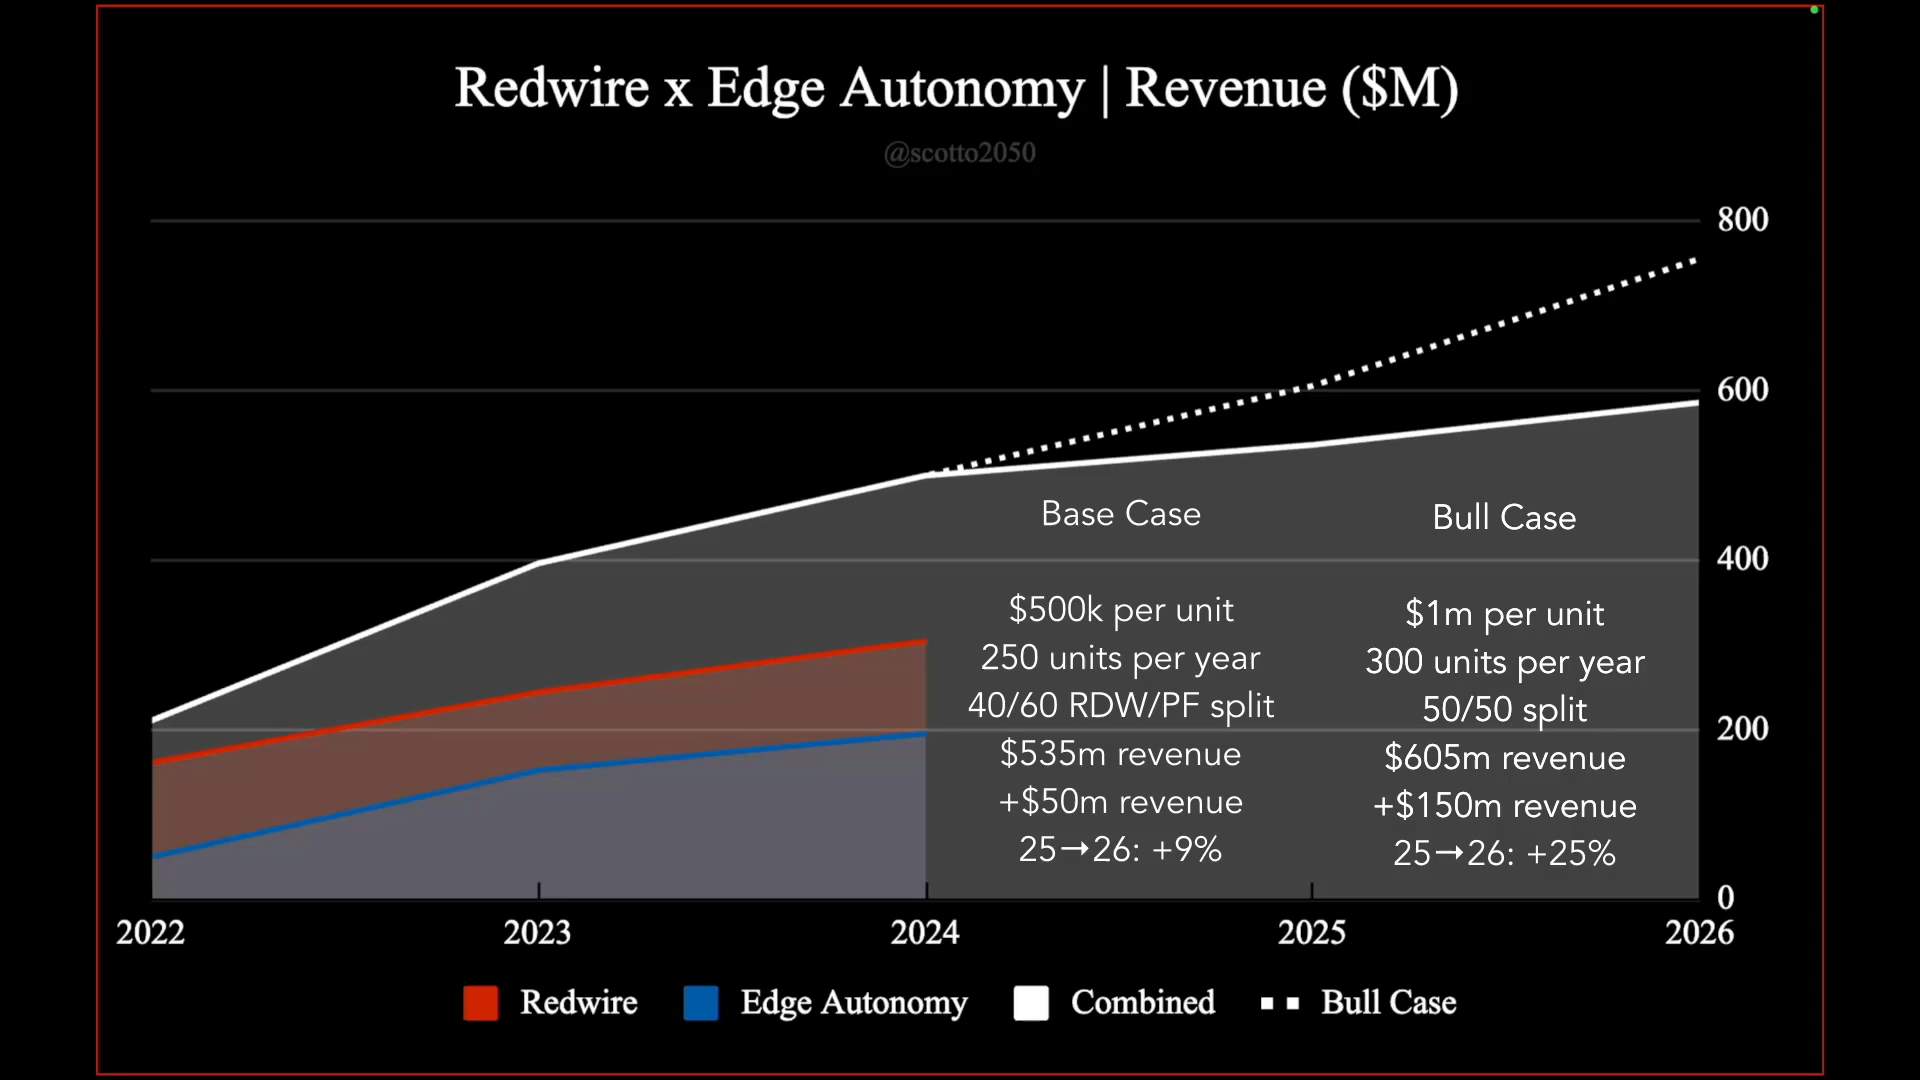 Redwire x Edge Autonomy | Revenue ($M)
@scotto2050
800
600
400
200
0
Base Case
$500k per unit
250 units per year
40/60 RDW/PF split
$535m revenue
+$50m revenue
25→26: +9%
Bull Case
$1m per unit
300 units per year
50/50 split
$605m revenue
+$150m revenue
25→26: +25%
2022 2023 2024 2025 2026
Redwire Edge Autonomy Combined Bull Case